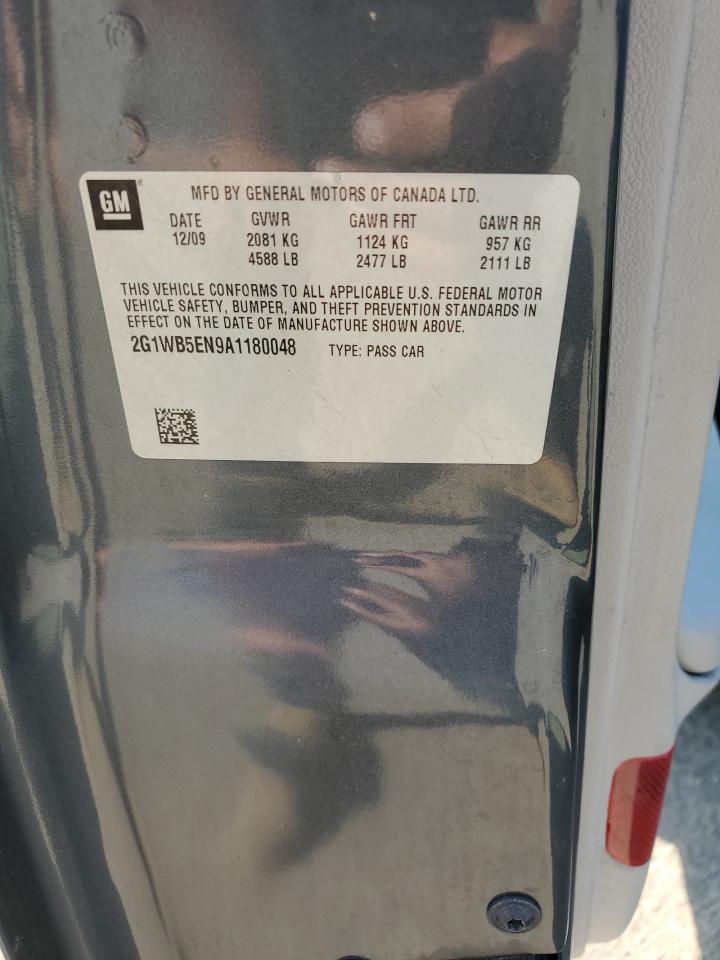 GM
MFD BY GENERAL MOTORS OF CANADA LTD.
DATE GVWR GAWR FRT GAWR RR
12/09 2081 KG 1124 KG 957 KG
4588 LB 2477 LB 2111 LB
THIS VEHICLE CONFORMS TO ALL APPLICABLE U.S. FEDERAL MOTOR
VEHICLE SAFETY, BUMPER, AND THEFT PREVENTION STANDARDS IN
EFFECT ON THE DATE OF MANUFACTURE SHOWN ABOVE.
2G1WB5EN9A1180048 TYPE: PASS CAR